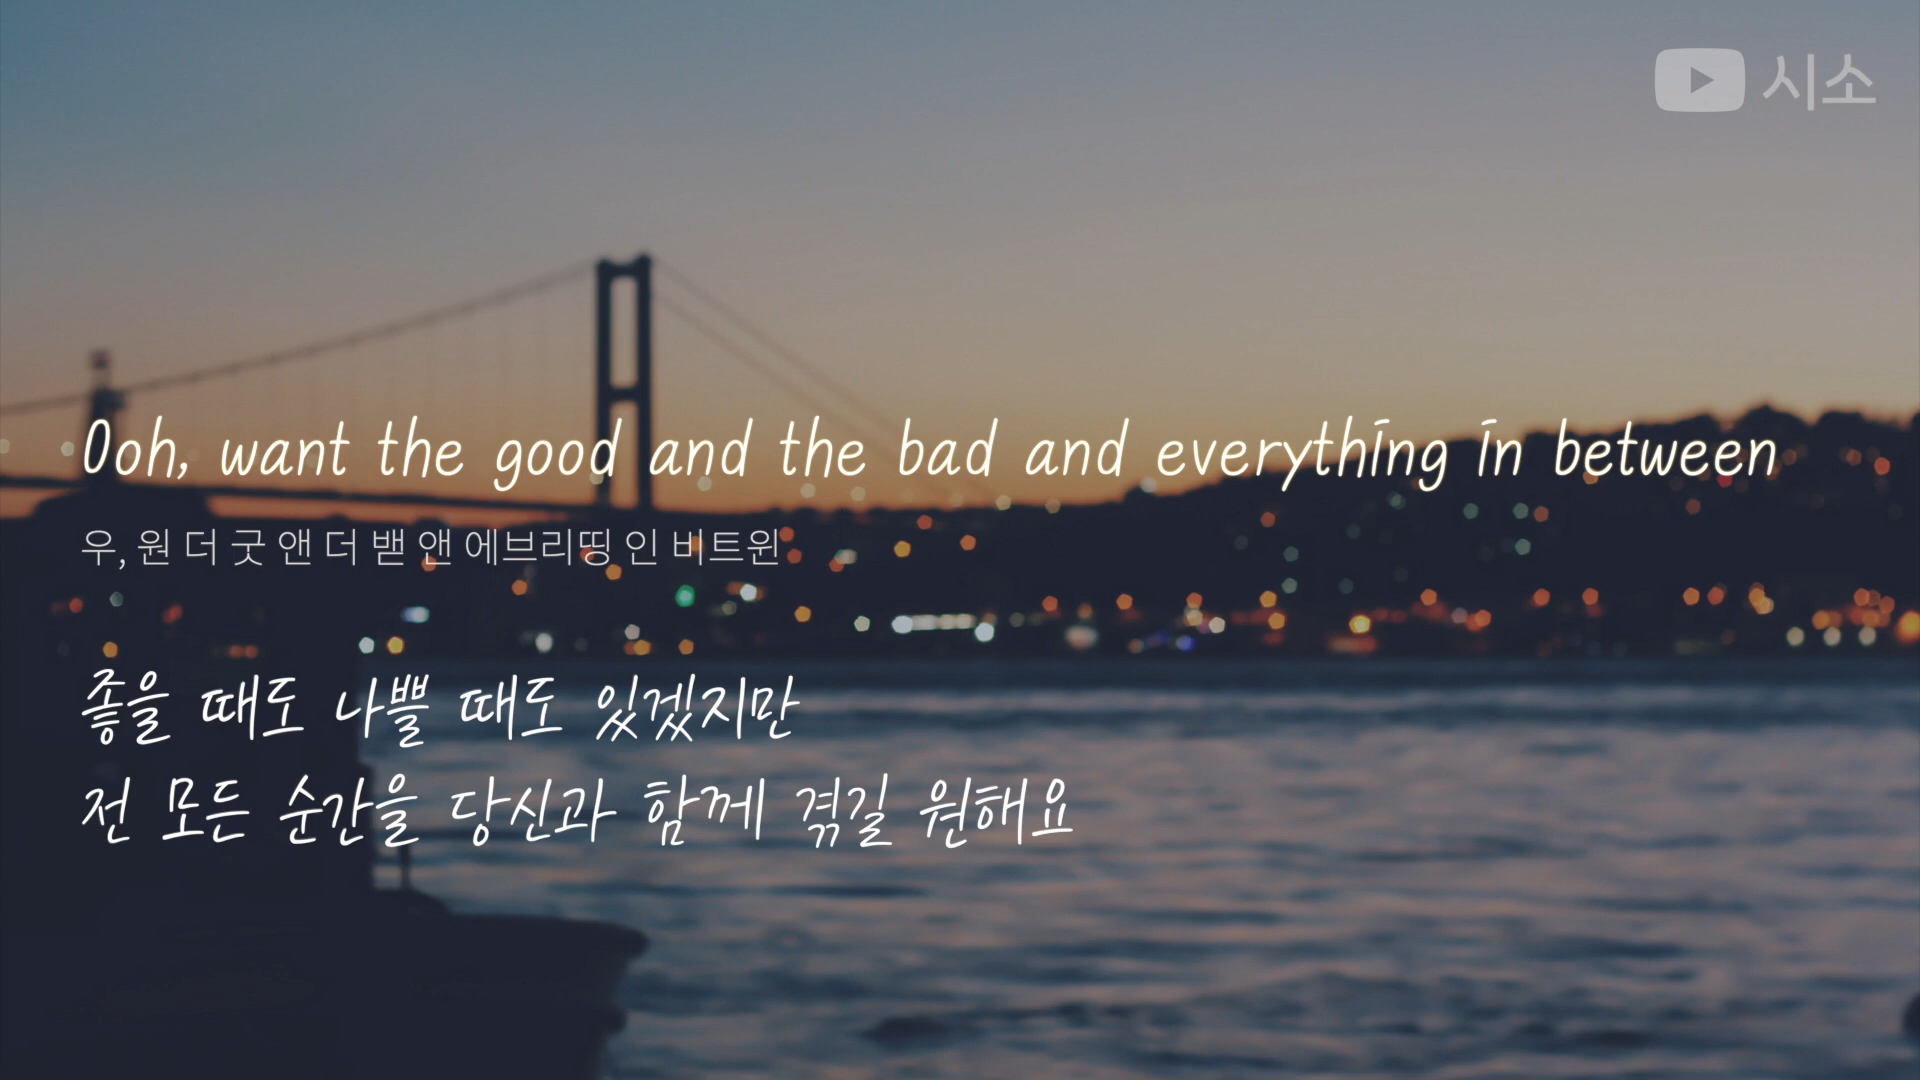 시소
Ooh, want the good and the bad and everything in between
우, 원 더 굿 앤 더 밷 앤 에브리띵 인 비트윈
좋을 때도 나쁠 때도 있겠지만
전 모든 순간을 당신과 함께 겪길 원해요